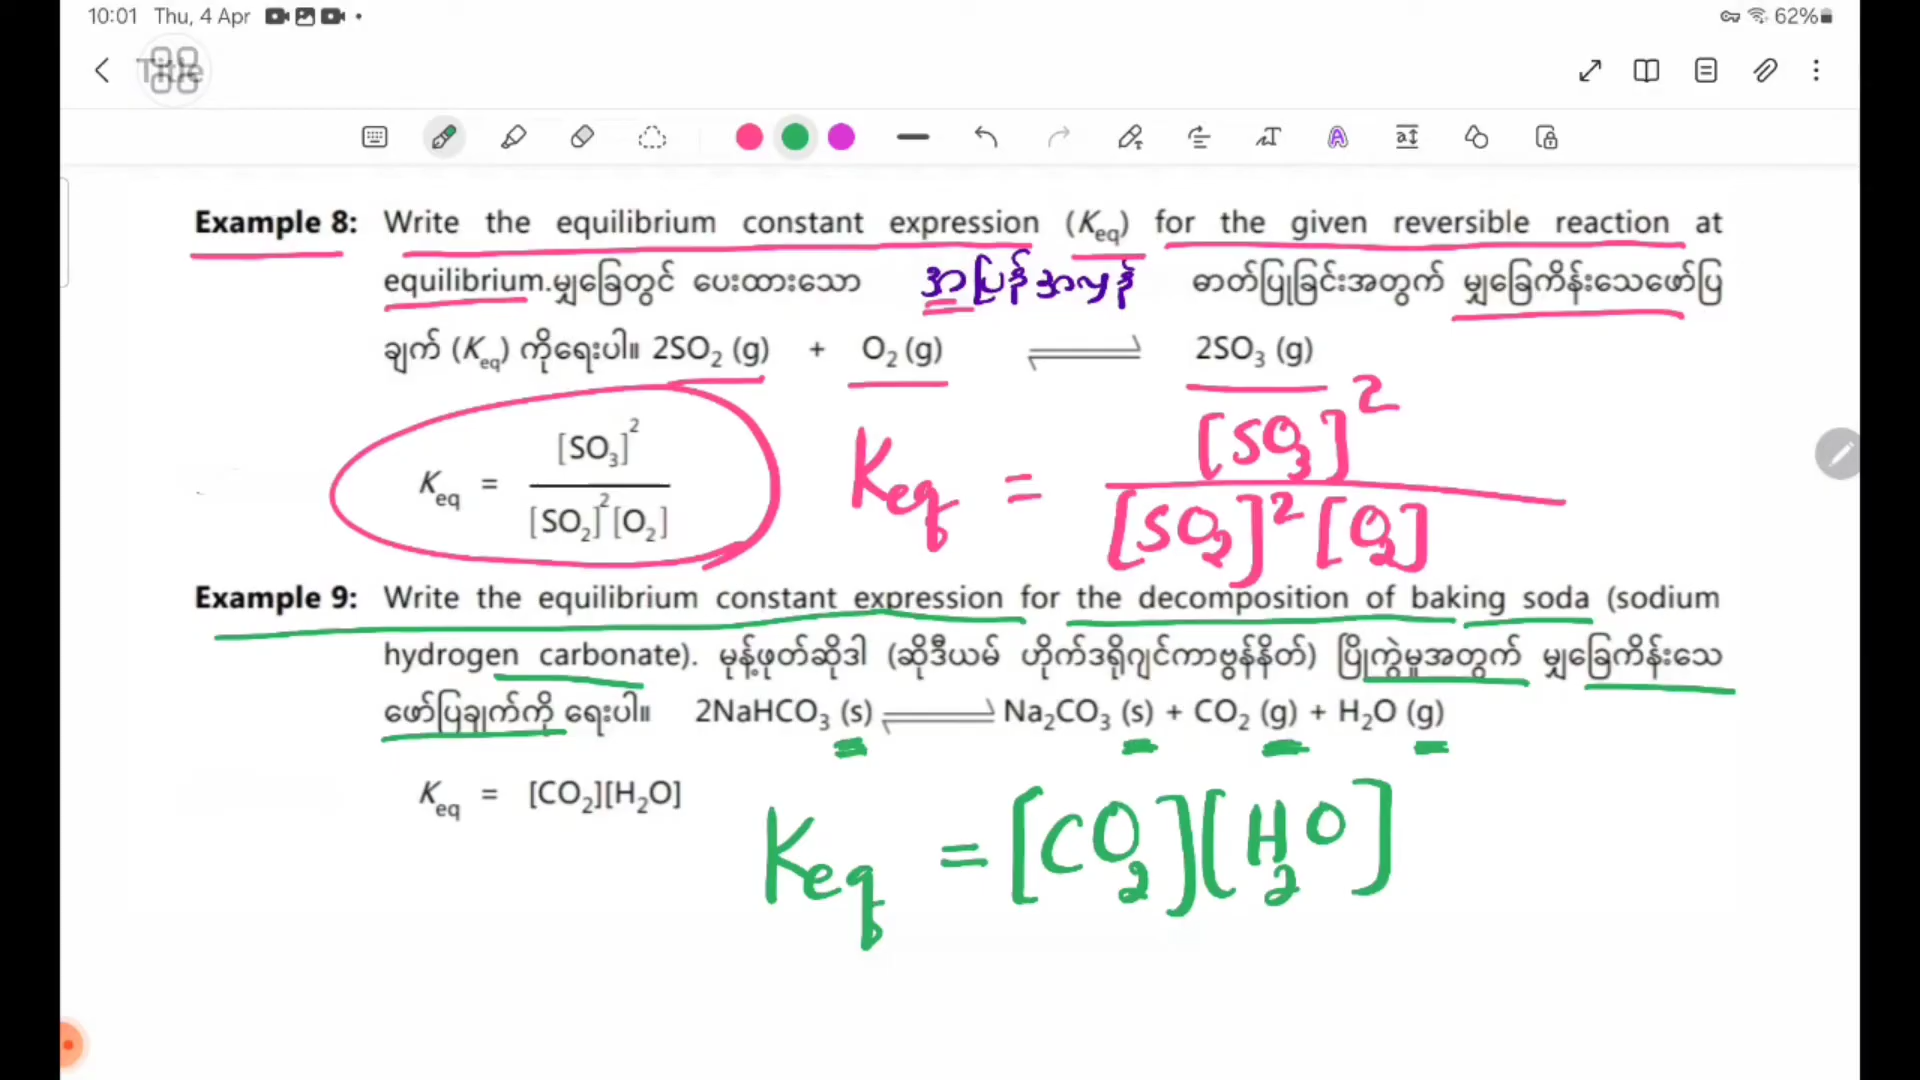 10:01 Thu, 4 Apr 62%
Title
Example 8: Write the equilibrium constant expression (Keq) for the given reversible reaction at
equilibrium.မျှခြေတွင် ပေးထားသော အပြန်အလှန် ဓာတ်ပြုခြင်းအတွက် မျှခြေကိန်းသေဖော်ပြ
ချက် (Keq) ကိုရေးပါ။ 2SO₂ (g) + O₂ (g) ⇌ 2SO₃ (g)
Keq = [SO₃]² / [SO₂]² [O₂]
Keq = [SO₃]² / [SO₂]² [O₂]
Example 9: Write the equilibrium constant expression for the decomposition of baking soda (sodium
hydrogen carbonate). မုန့်ဖုတ်ဆိုဒါ (ဆိုဒီယမ် ဟိုက်ဒရိုဂျင်ကာဗွန်နိတ်) ပြိုကွဲမှုအတွက် မျှခြေကိန်းသေ
ဖော်ပြချက်ကို ရေးပါ။ 2NaHCO₃ (s) ⇌ Na₂CO₃ (s) + CO₂ (g) + H₂O (g)
Keq = [CO₂][H₂O]
Keq = [CO₂][H₂O]